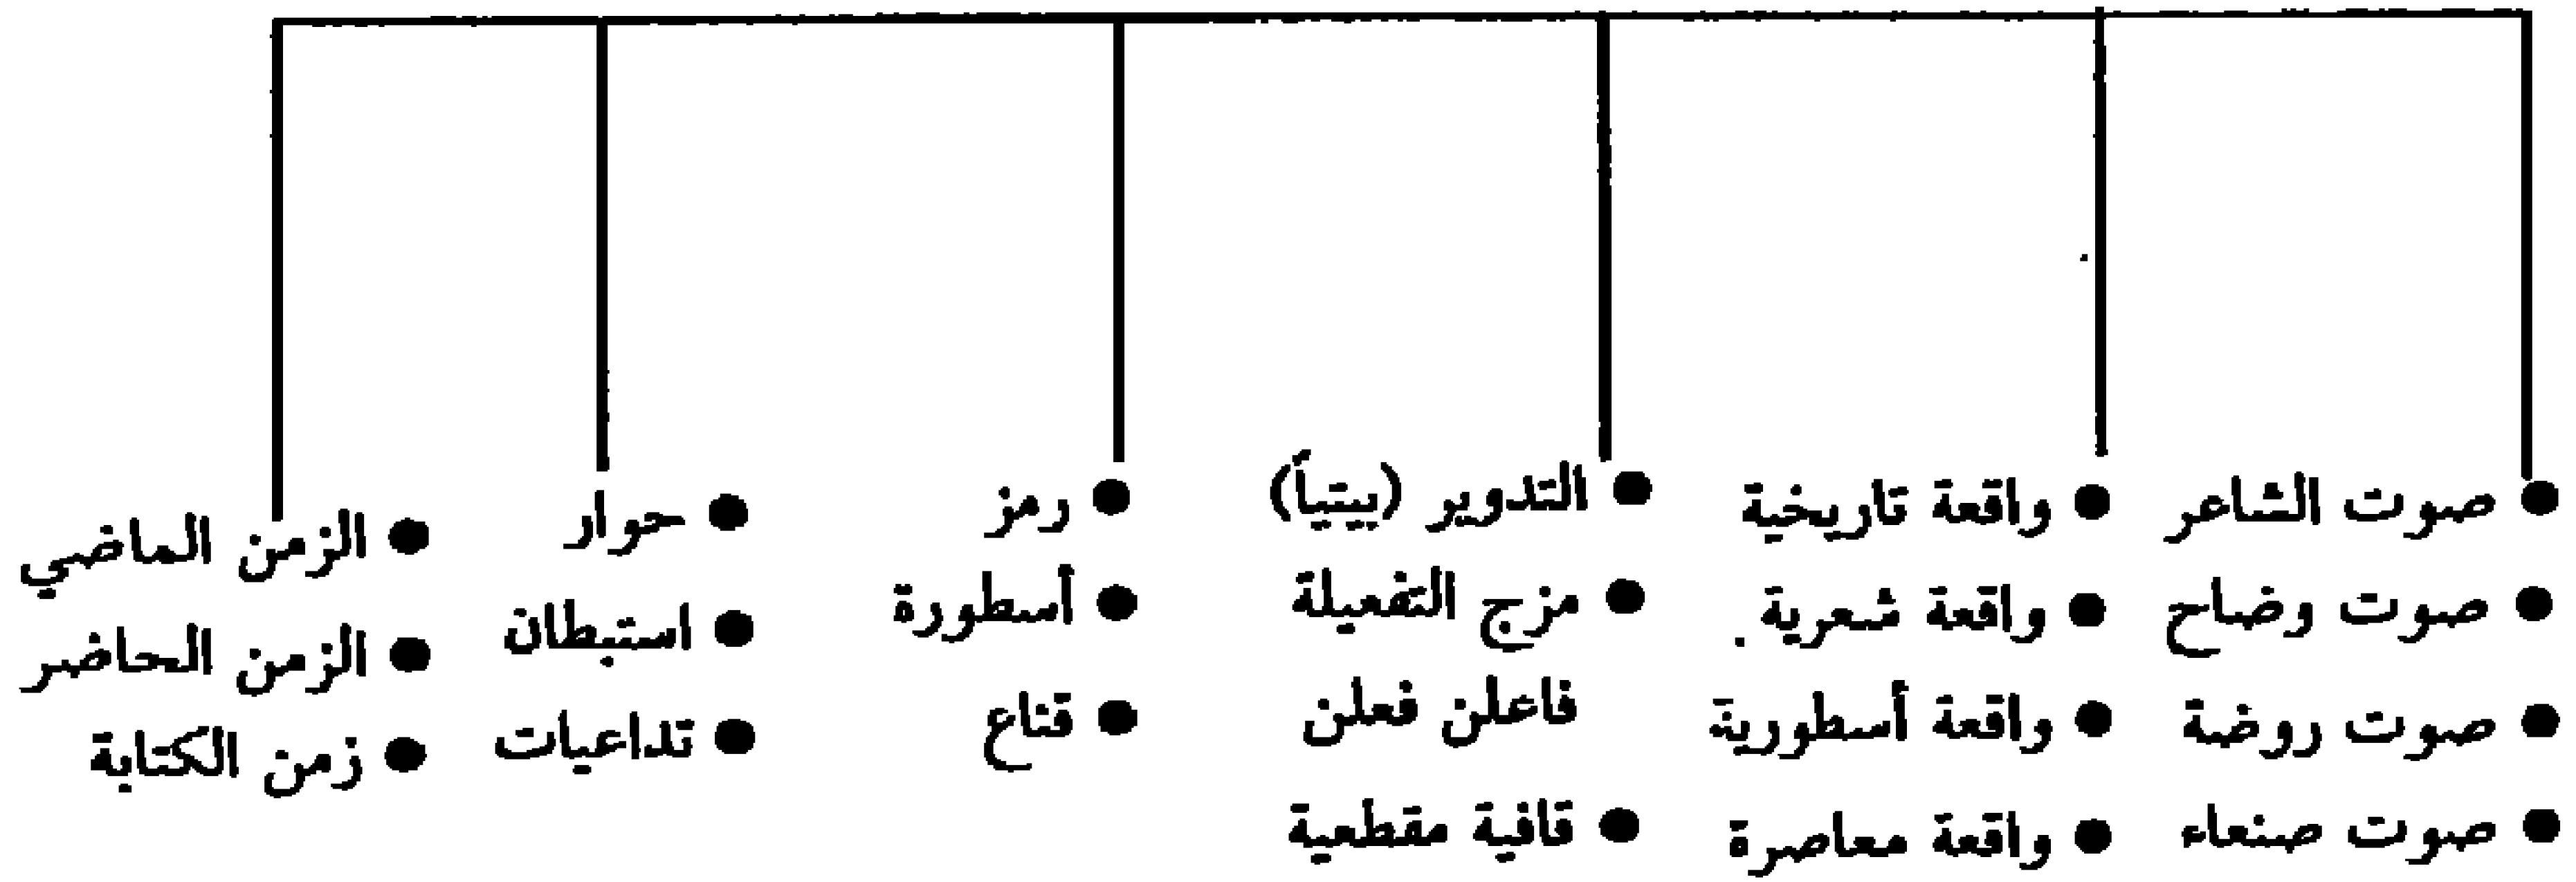 ● صوت الشاعر
● صوت وضاح
● صوت روضة
● صوت صنعاء
● واقعة تاريخية
● واقعة شعرية.
● واقعة أسطورية
● واقعة معاصرة
● التدوير (بيتياً)
● مزج التفعيلة
فاعلن فعلن
● قافية مقطعية
● رمز
● أسطورة
● قناع
● حوار
● استبطان
● تداعيات
● الزمن الماضي
● الزمن الحاضر
● زمن الكتابة